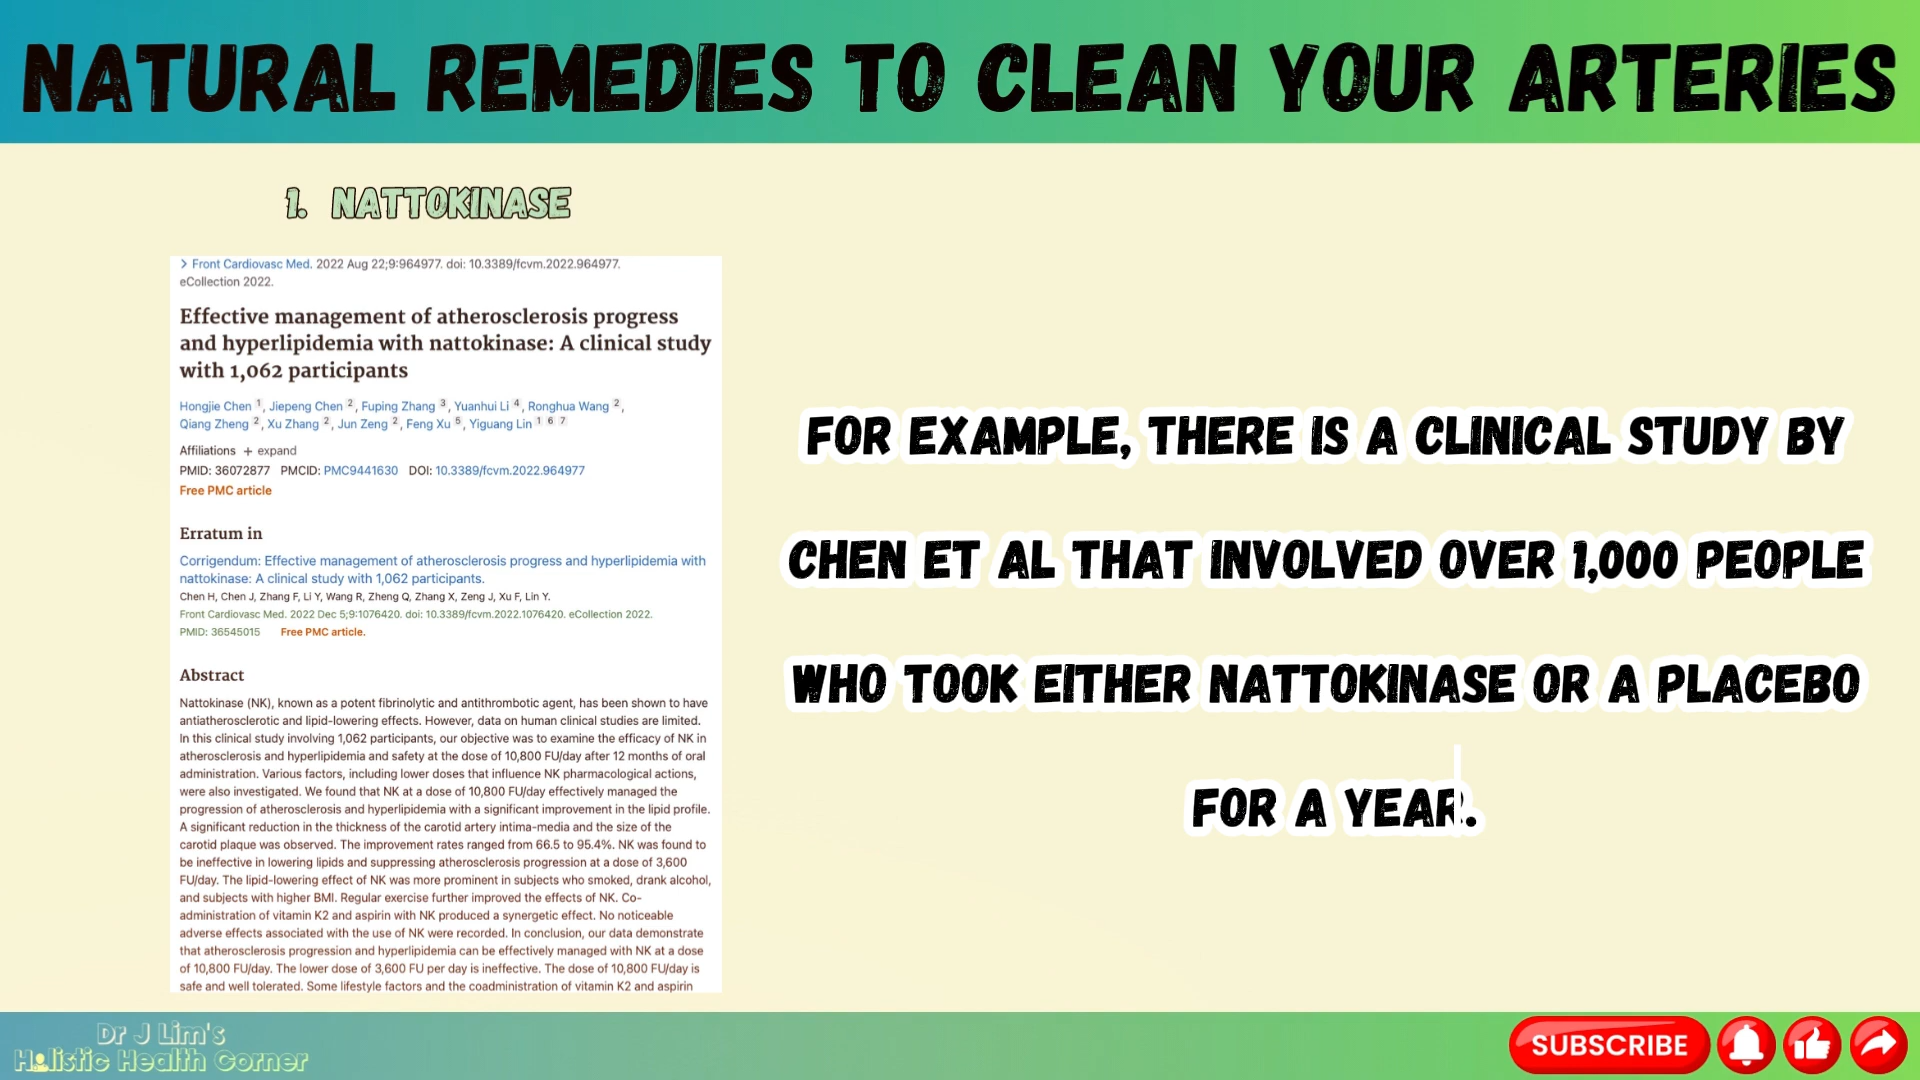 NATURAL REMEDIES TO CLEAN YOUR ARTERIES
1. NATTOKINASE
> Front Cardiovasc Med. 2022 Aug 22;9:964977. doi: 10.3389/fcvm.2022.964977.
eCollection 2022.
Effective management of atherosclerosis progress
and hyperlipidemia with nattokinase: A clinical study
with 1,062 participants
Hongjie Chen 1, Jiepeng Chen 2, Fuping Zhang 3, Yuanhui Li 4, Ronghua Wang 2,
Qiang Zheng 2, Xu Zhang 2, Jun Zeng 2, Feng Xu 5, Yiguang Lin 1 6 7
Affiliations + expand
PMID: 36072877 PMCID: PMC9441630 DOI: 10.3389/fcvm.2022.964977
Free PMC article
Erratum in
Corrigendum: Effective management of atherosclerosis progress and hyperlipidemia with
nattokinase: A clinical study with 1,062 participants.
Chen H, Chen J, Zhang F, Li Y, Wang R, Zheng Q, Zhang X, Zeng J, Xu F, Lin Y.
Front Cardiovasc Med. 2022 Dec 5;9:1076420. doi: 10.3389/fcvm.2022.1076420. eCollection 2022.
PMID: 36545015 Free PMC article.
Abstract
Nattokinase (NK), known as a potent fibrinolytic and antithrombotic agent, has been shown to have
antiatherosclerotic and lipid-lowering effects. However, data on human clinical studies are limited.
In this clinical study involving 1,062 participants, our objective was to examine the efficacy of NK in
atherosclerosis and hyperlipidemia and safety at the dose of 10,800 FU/day after 12 months of oral
administration. Various factors, including lower doses that influence NK pharmacological actions,
were also investigated. We found that NK at a dose of 10,800 FU/day effectively managed the
progression of atherosclerosis and hyperlipidemia with a significant improvement in the lipid profile.
A significant reduction in the thickness of the carotid artery intima-media and the size of the
carotid plaque was observed. The improvement rates ranged from 66.5 to 95.4%. NK was found to
be ineffective in lowering lipids and suppressing atherosclerosis progression at a dose of 3,600
FU/day. The lipid-lowering effect of NK was more prominent in subjects who smoked, drank alcohol,
and subjects with higher BMI. Regular exercise further improved the effects of NK. Co-
administration of vitamin K2 and aspirin with NK produced a synergetic effect. No noticeable
adverse effects associated with the use of NK were recorded. In conclusion, our data demonstrate
that atherosclerosis progression and hyperlipidemia can be effectively managed with NK at a dose
of 10,800 FU/day. The lower dose of 3,600 FU per day is ineffective. The dose of 10,800 FU/day is
safe and well tolerated. Some lifestyle factors and the coadministration of vitamin K2 and aspirin
FOR EXAMPLE, THERE IS A CLINICAL STUDY BY
CHEN ET AL THAT INVOLVED OVER 1,000 PEOPLE
WHO TOOK EITHER NATTOKINASE OR A PLACEBO
FOR A YEAR.
Dr J Lim's
Holistic Health Corner
SUBSCRIBE